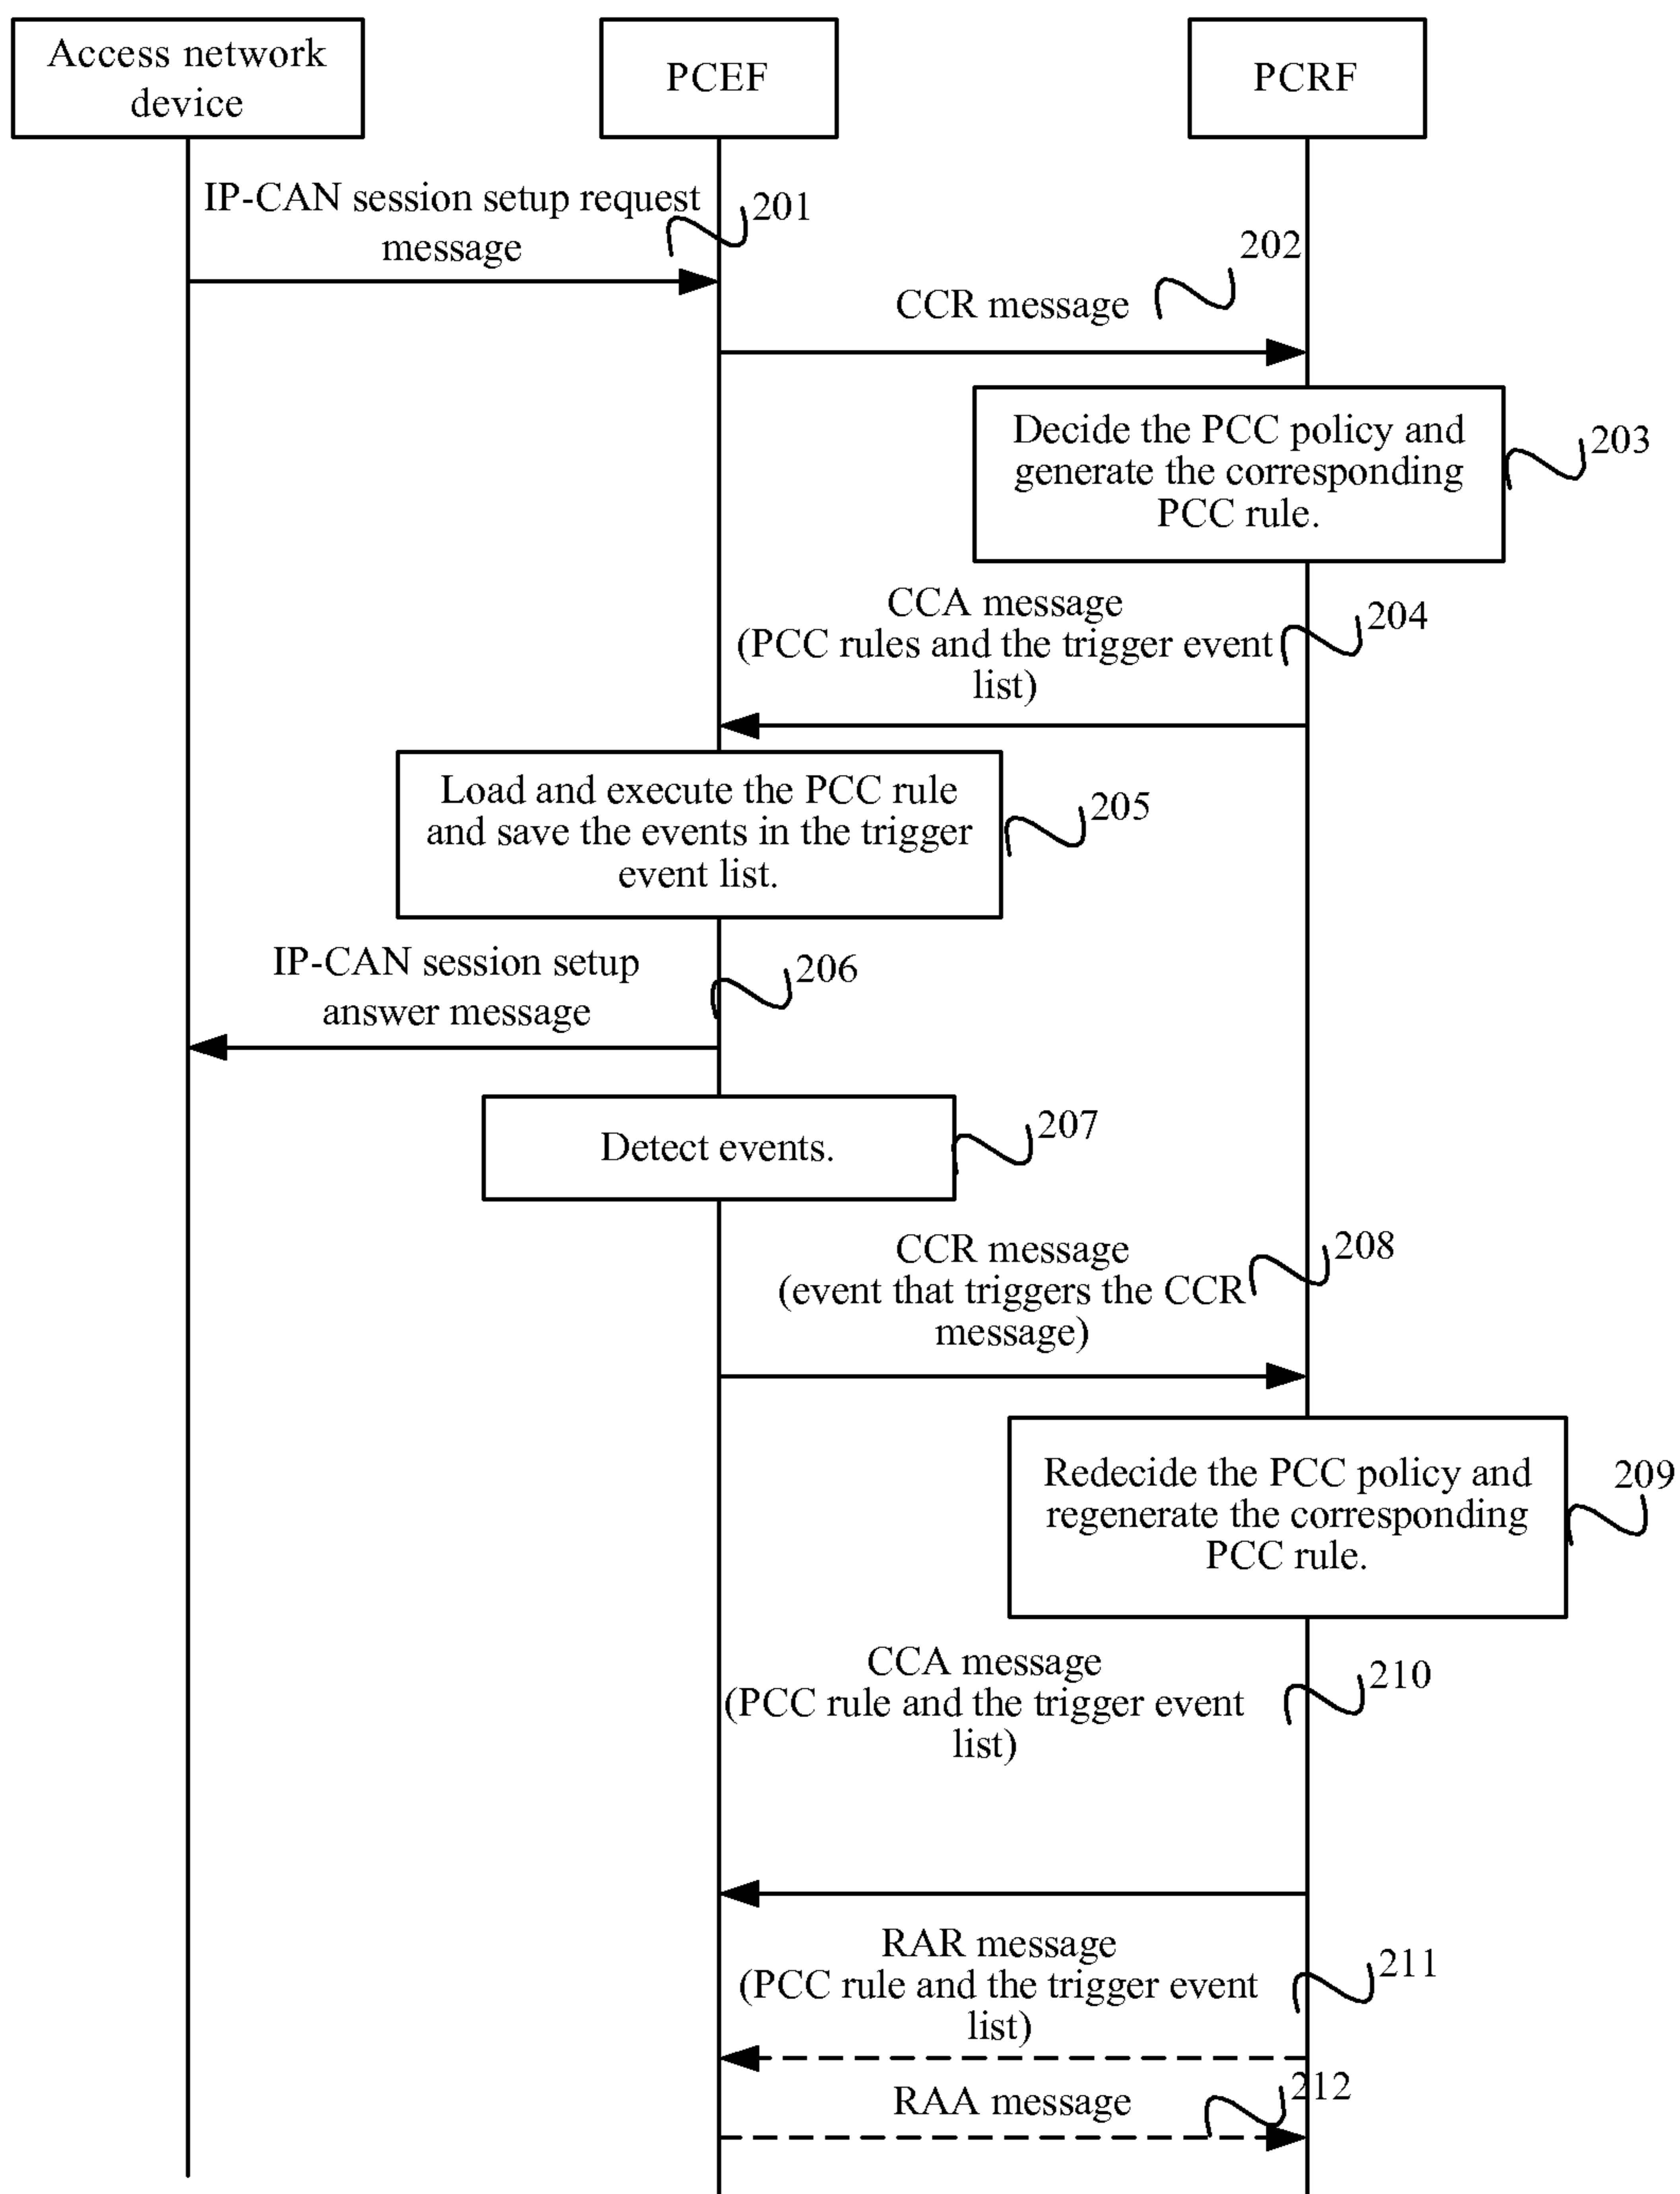 Access network
device
PCEF
PCRF
IP-CAN session setup request
message
201
202
CCR message
Decide the PCC policy and
generate the corresponding
PCC rule.
203
CCA message
(PCC rules and the trigger event
list)
204
Load and execute the PCC rule
and save the events in the trigger
event list.
205
IP-CAN session setup
answer message
206
Detect events.
207
CCR message
(event that triggers the CCR
message)
208
Redecide the PCC policy and
regenerate the corresponding
PCC rule.
209
CCA message
(PCC rule and the trigger event
list)
210
RAR message
(PCC rule and the trigger event
list)
211
RAA message
212